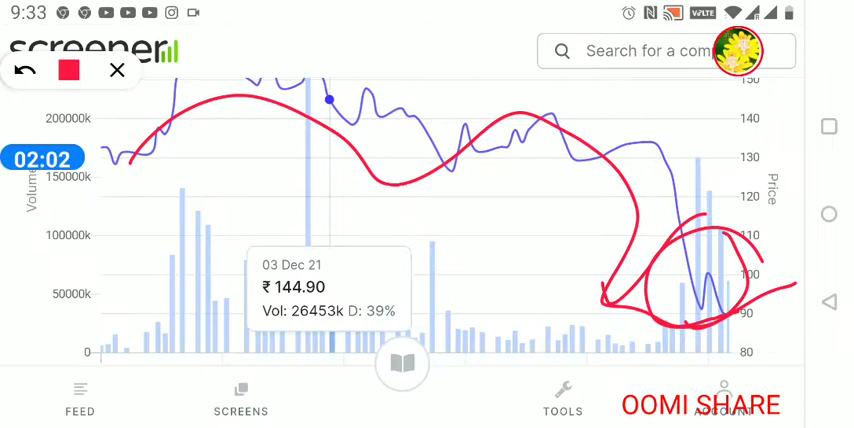 9:33
VoLTE
screener
Search for a com
02:02
150
200000k
140
130
150000k
120
100000k
110
100
50000k
90
0
80
Volume
Price
03 Dec 21
₹ 144.90
Vol: 26453k D: 39%
FEED
SCREENS
TOOLS
ACCOUNT
OOMI SHARE